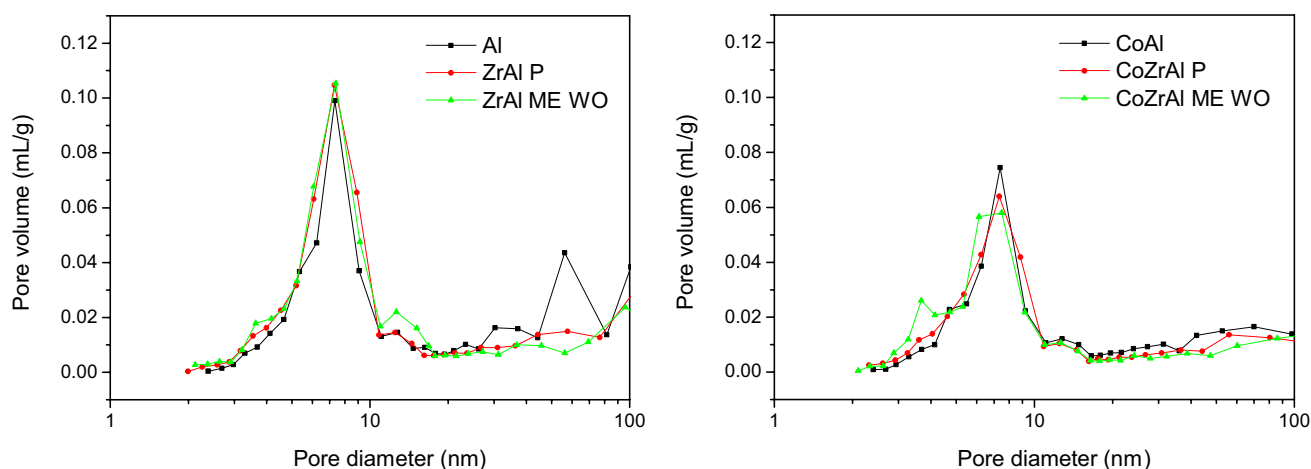 0.12
0.10
0.08
0.06
0.04
0.02
0.00
Pore volume (mL/g)
Al
ZrAl P
ZrAl ME WO
1
10
100
Pore diameter (nm)
0.12
0.10
0.08
0.06
0.04
0.02
0.00
Pore volume (mL/g)
CoAl
CoZrAl P
CoZrAl ME WO
1
10
100
Pore diameter (nm)